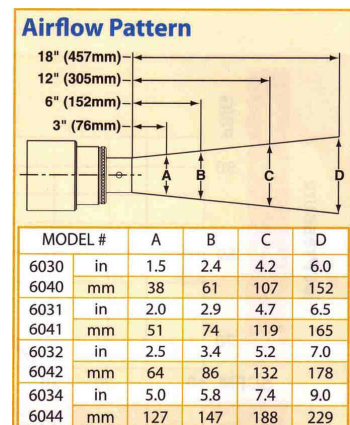 Airflow Pattern
18" (457mm)
12" (305mm)
6" (152mm)
3" (76mm)
A B C D
MODEL # A B C D
6030 in 1.5 2.4 4.2 6.0
6040 mm 38 61 107 152
6031 in 2.0 2.9 4.7 6.5
6041 mm 51 74 119 165
6032 in 2.5 3.4 5.2 7.0
6042 mm 64 86 132 178
6034 in 5.0 5.8 7.4 9.0
6044 mm 127 147 188 229